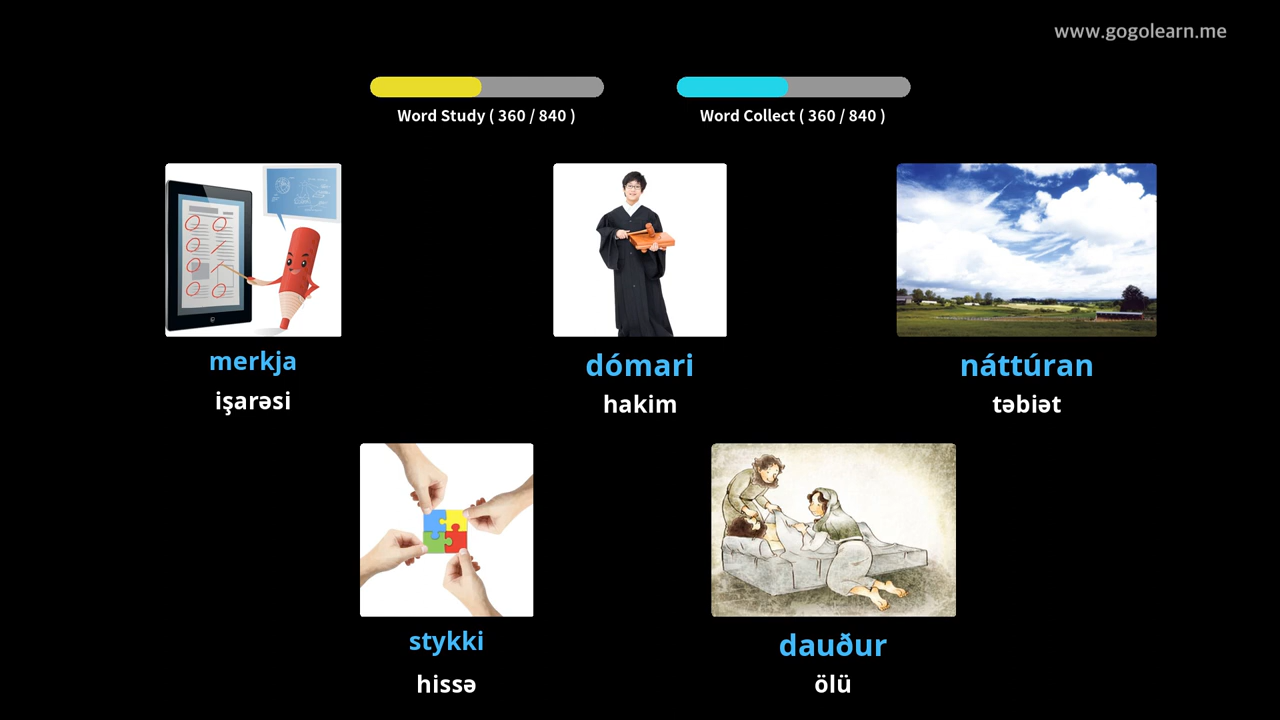 www.gogolearn.me
Word Study ( 360 / 840 )
Word Collect ( 360 / 840 )
merkja
işarəsi
dómari
hakim
náttúran
təbiət
stykki
hissə
dauður
ölü